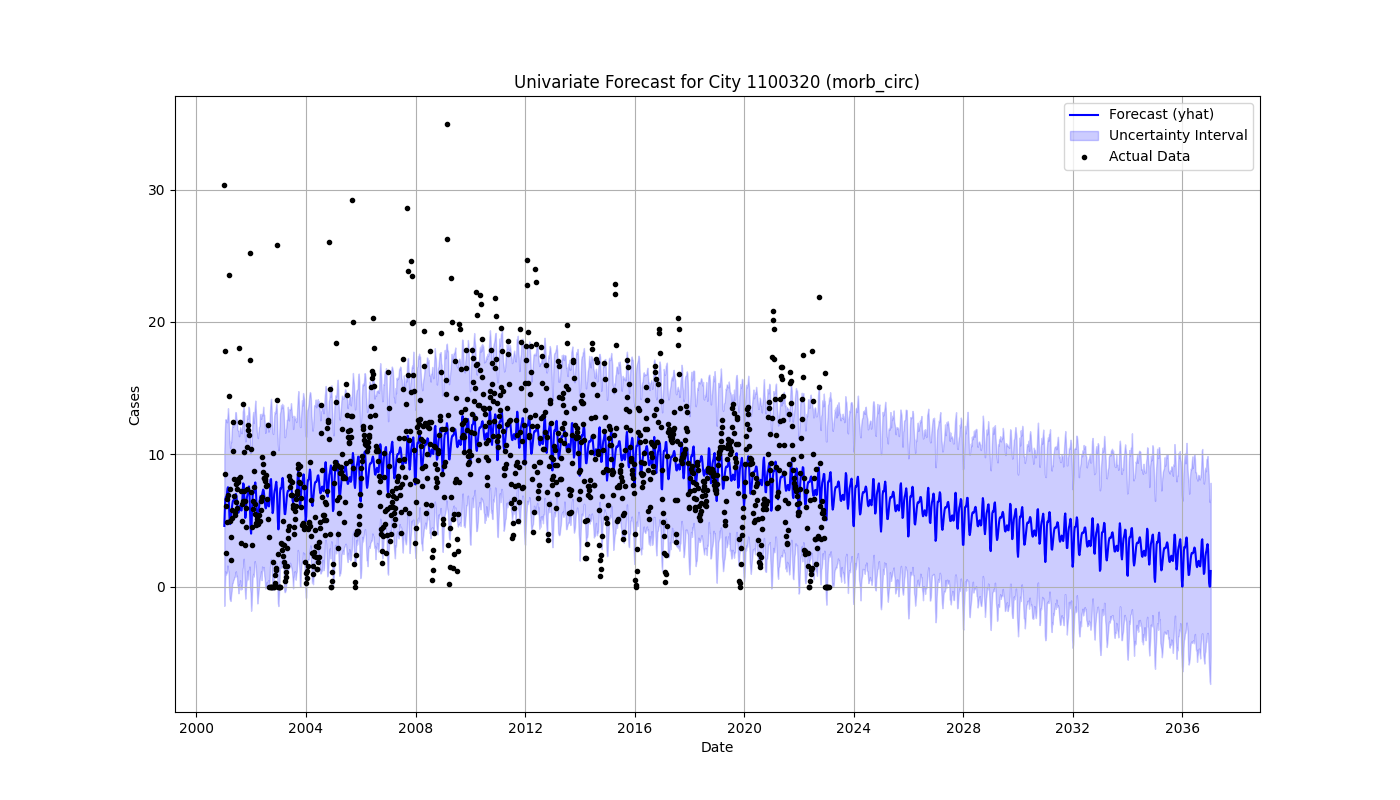 Univariate Forecast for City 1100320 (morb_circ)
Forecast (yhat)
Uncertainty Interval
Actual Data
30
20
10
0
Cases
2000 2004 2008 2012 2016 2020 2024 2028 2032 2036
Date